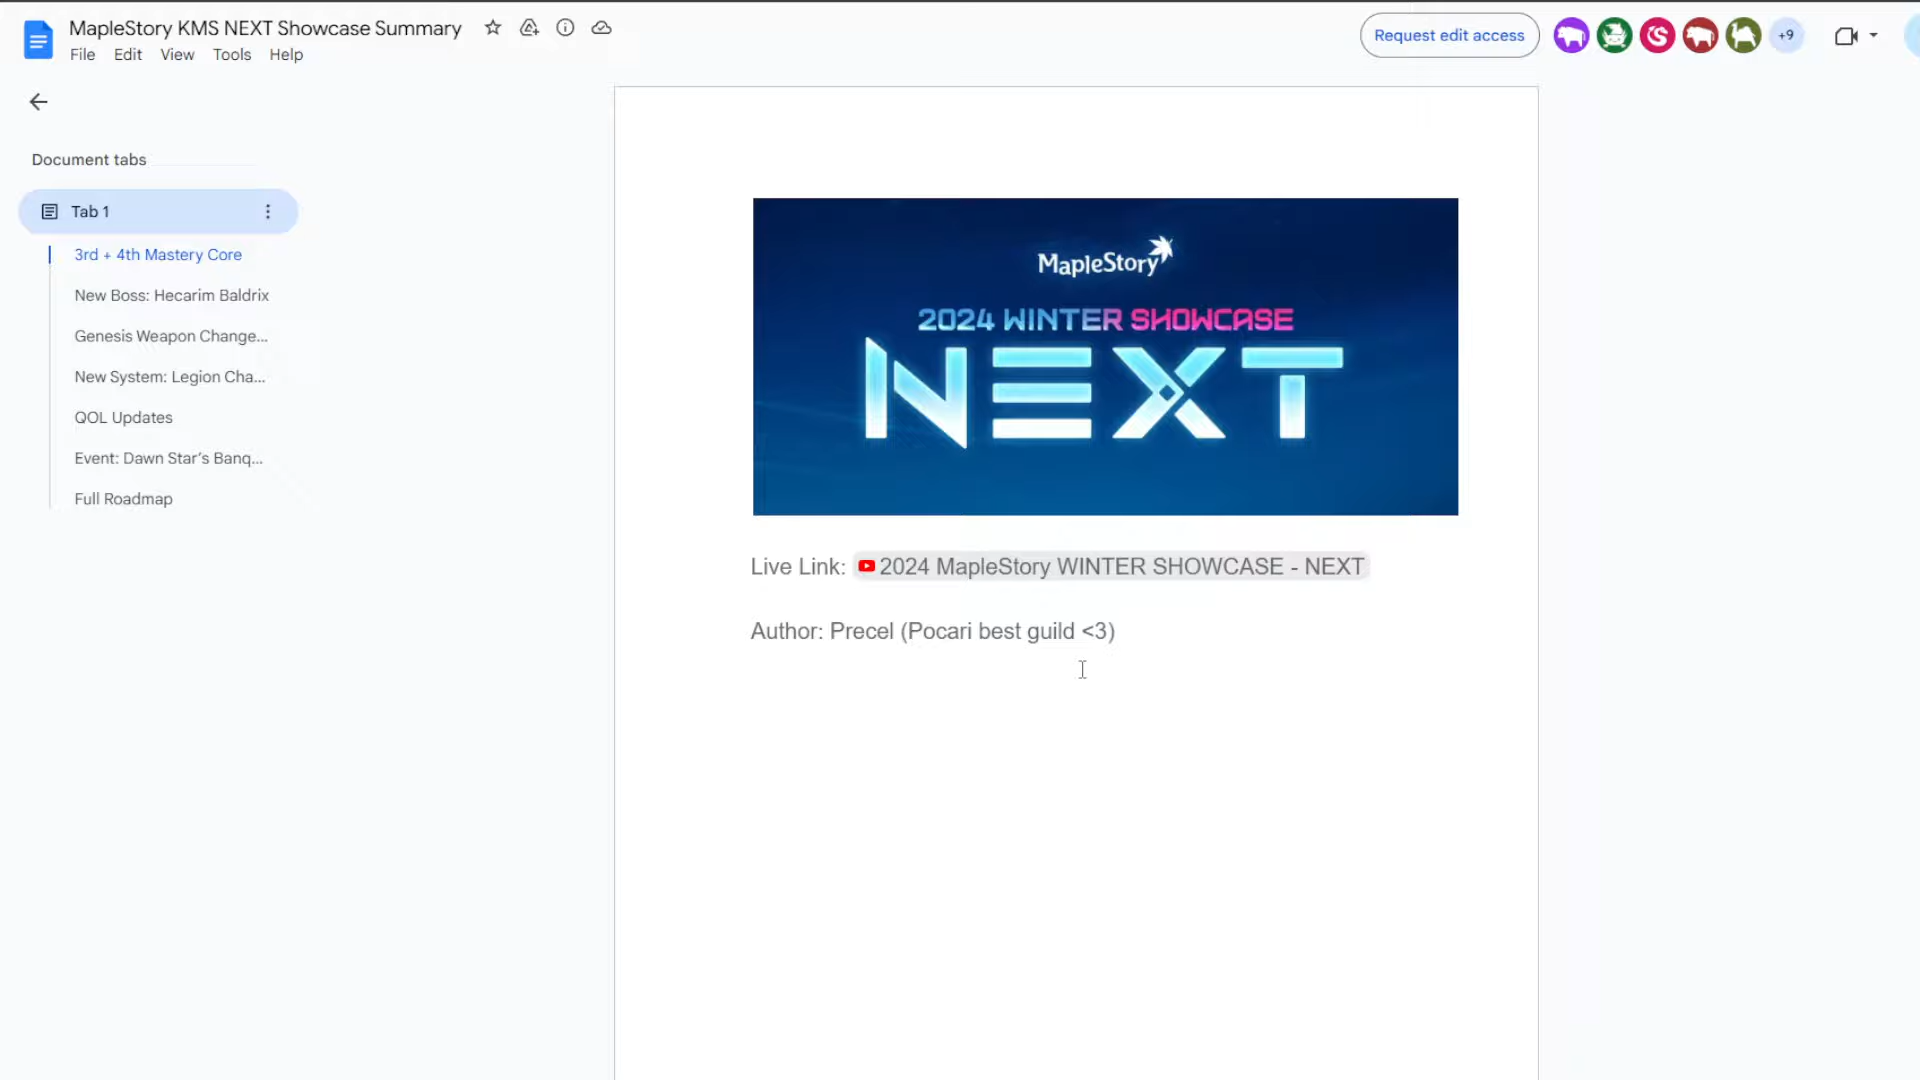 MapleStory KMS NEXT Showcase Summary
File Edit View Tools Help
Request edit access
+9
Document tabs
Tab 1
3rd + 4th Mastery Core
New Boss: Hecarim Baldrix
Genesis Weapon Change...
New System: Legion Cha...
QOL Updates
Event: Dawn Star’s Banq...
Full Roadmap
MapleStory
2024 WINTER SHOWCASE
NEXT
Live Link: 2024 MapleStory WINTER SHOWCASE - NEXT
Author: Precel (Pocari best guild <3)